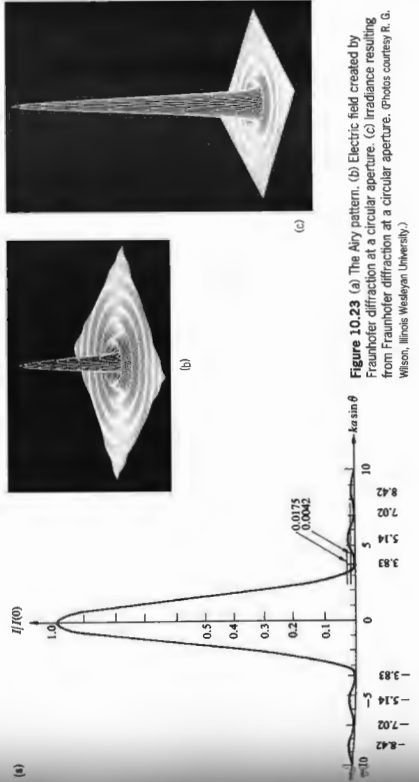 (a)
I/I(0)
1.0
0.5
0.4
0.3
0.2
0.1
0.0175
0.0042
ka sin θ
-5
0
5
10
-8.42
-7.02
-5.14
-3.83
3.83
5.14
7.02
8.42
(b)
(c)
Figure 10.23 (a) The Airy pattern. (b) Electric field created by
Fraunhofer diffraction at a circular aperture. (c) Irradiance resulting
from Fraunhofer diffraction at a circular aperture. (Photos courtesy R. G.
Wilson, Illinois Wesleyan University.)